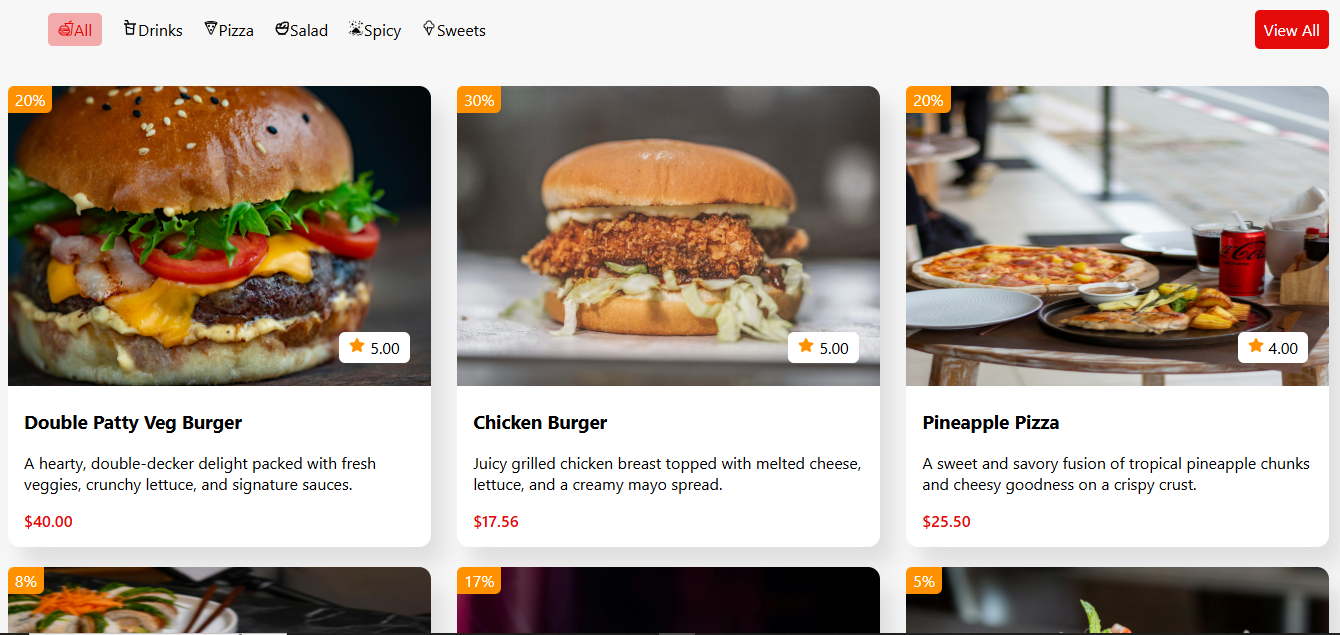 All Drinks Pizza Salad Spicy Sweets View All
20% 30% 20%
5.00 5.00 4.00
Double Patty Veg Burger
A hearty, double-decker delight packed with fresh
veggies, crunchy lettuce, and signature sauces.
$40.00
Chicken Burger
Juicy grilled chicken breast topped with melted cheese,
lettuce, and a creamy mayo spread.
$17.56
Pineapple Pizza
A sweet and savory fusion of tropical pineapple chunks
and cheesy goodness on a crispy crust.
$25.50
8% 17% 5%